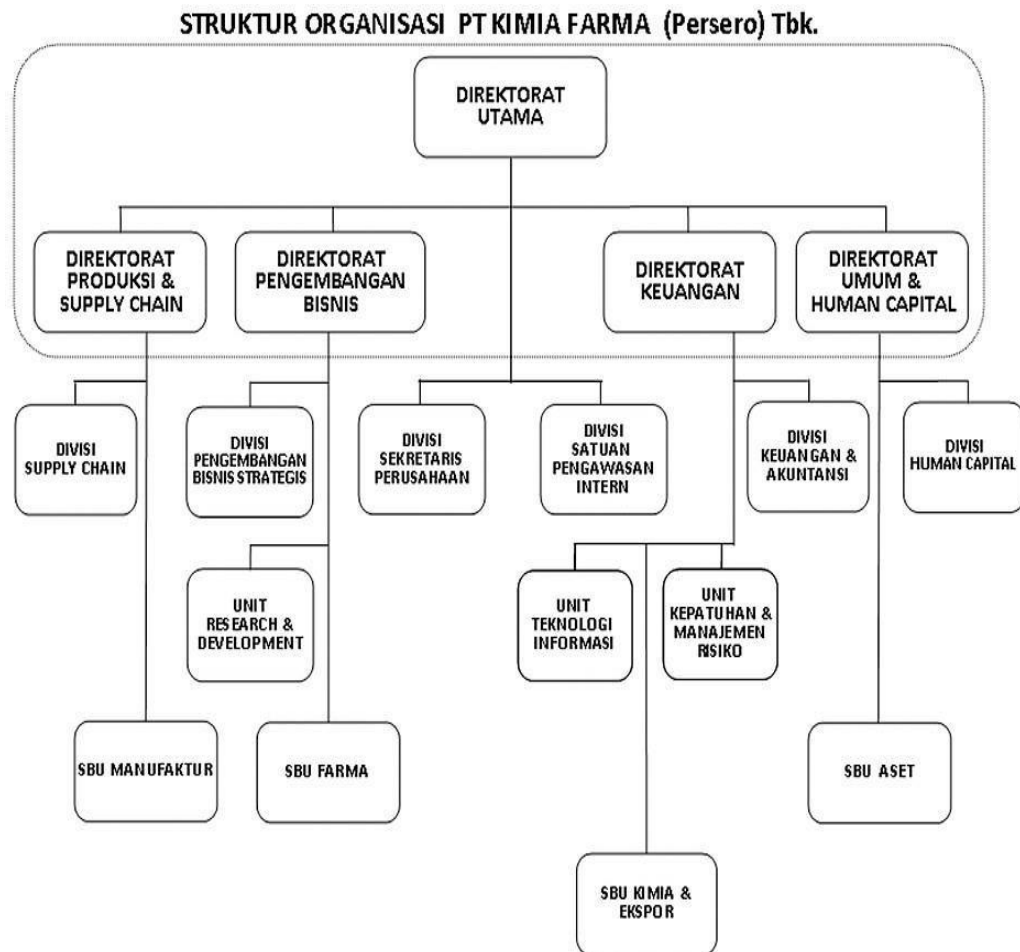 STRUKTUR ORGANISASI PT KIMIA FARMA (Persero) Tbk.
DIREKTORAT
UTAMA
DIREKTORAT
PRODUKSI &
SUPPLY CHAIN
DIREKTORAT
PENGEMBANGAN
BISNIS
DIREKTORAT
KEUANGAN
DIREKTORAT
UMUM &
HUMAN CAPITAL
DIVISI
SUPPLY CHAIN
DIVISI
PENGEMBANGAN
BISNIS STRATEGIS
DIVISI
SEKRETARIS
PERUSAHAAN
DIVISI
SATUAN
PENGAWASAN
INTERN
DIVISI
KEUANGAN &
AKUNTANSI
DIVISI
HUMAN CAPITAL
UNIT
RESEARCH &
DEVELOPMENT
UNIT
TEKNOLOGI
INFORMASI
UNIT
KEPATUHAN &
MANAJEMEN
RISIKO
SBU MANUFAKTUR
SBU FARMA
SBU ASET
SBU KIMIA &
EKSPOR